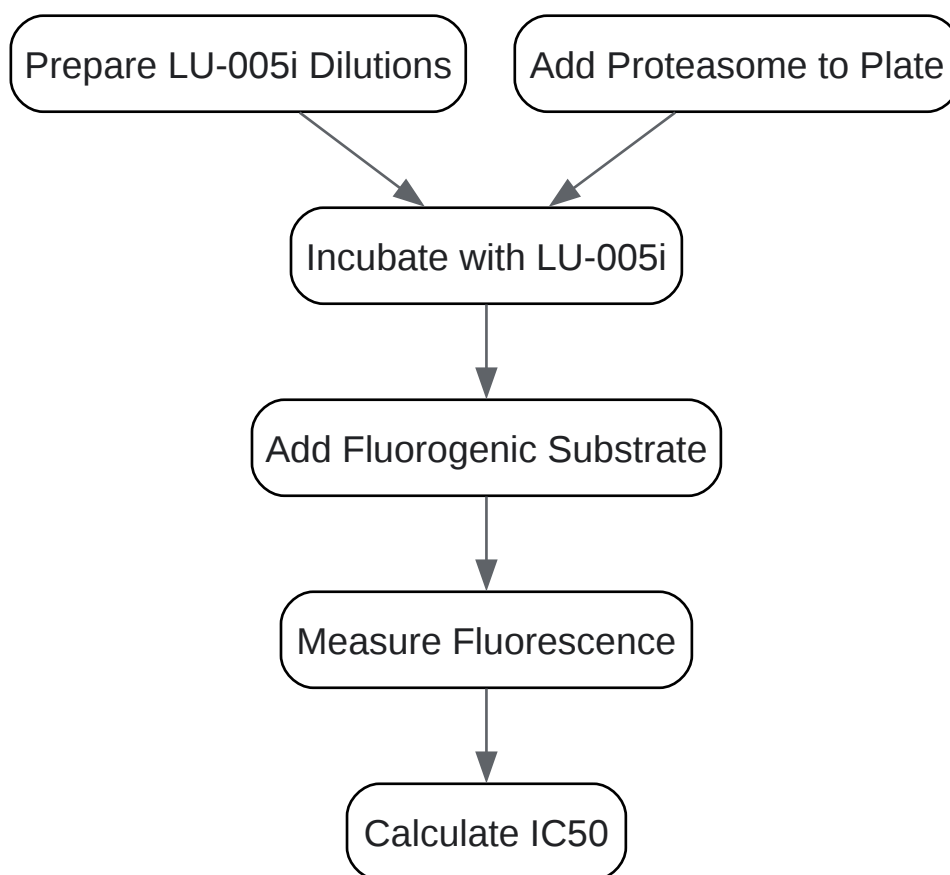 Prepare LU-005i Dilutions
Add Proteasome to Plate
Incubate with LU-005i
Add Fluorogenic Substrate
Measure Fluorescence
Calculate IC50